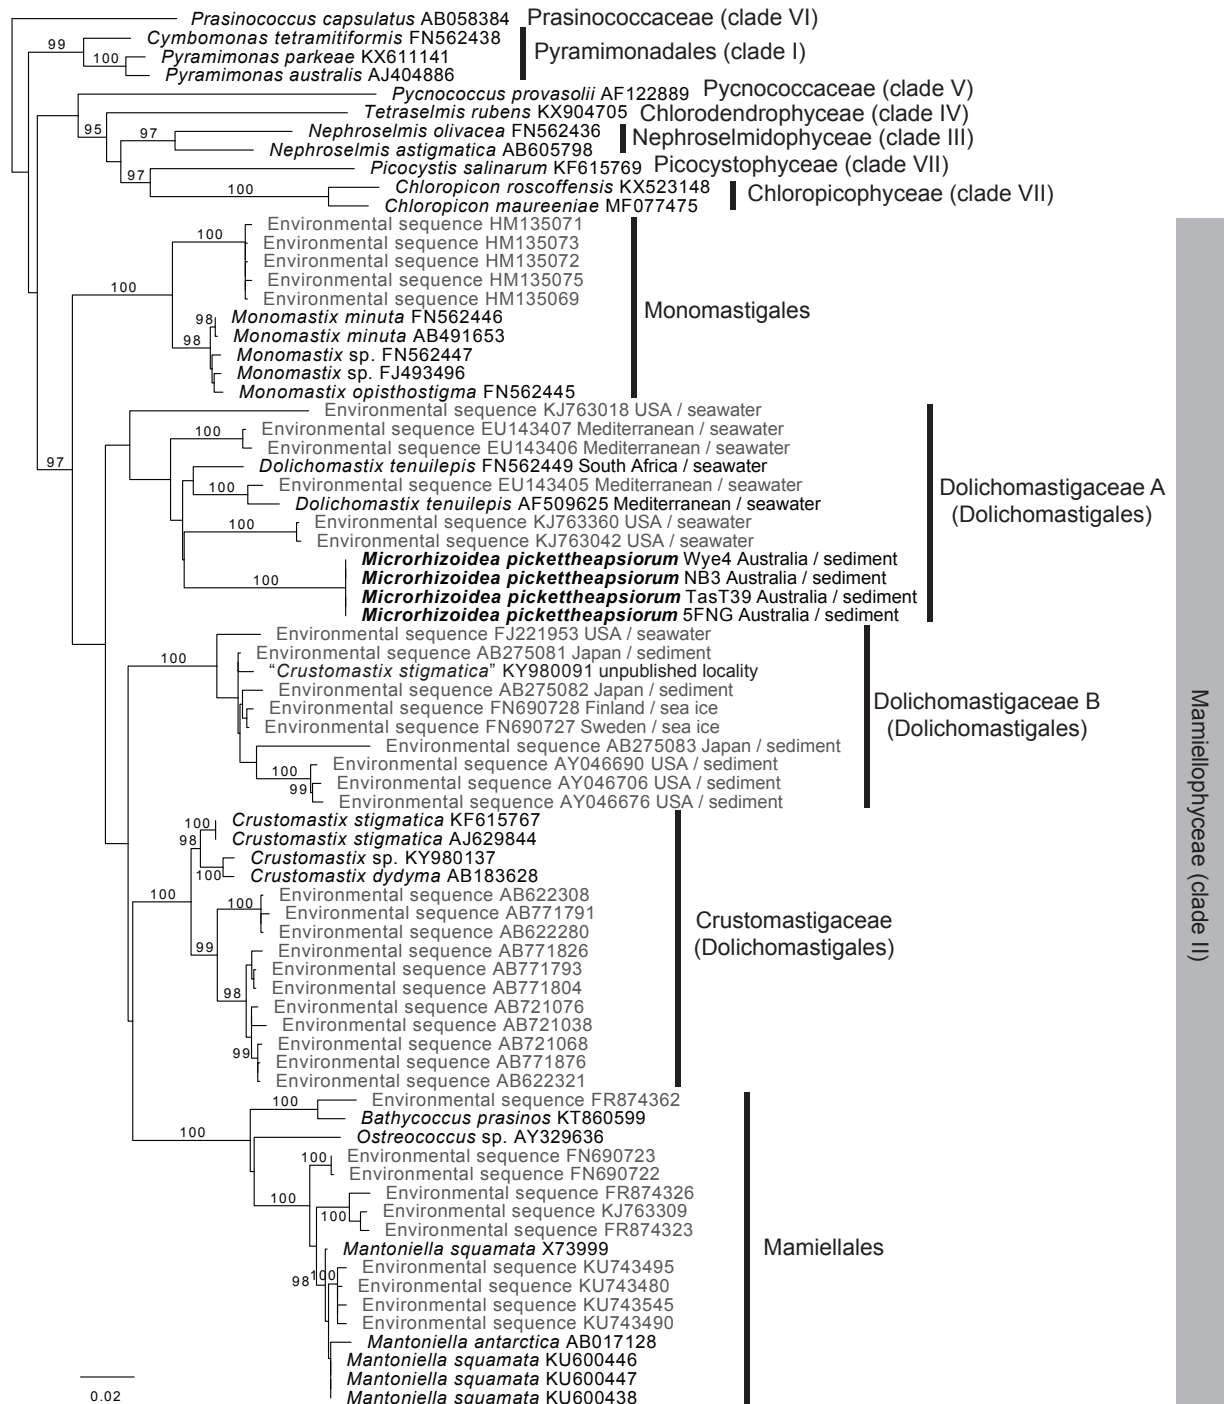 Prasinococcus capsulatus AB058384 Prasinococcaceae (clade VI)
99 Cymbomonas tetramitiformis FN562438
100 Pyramimonas parkeae KX611141 Pyramimonadales (clade I)
Pyramimonas australis AJ404886
Pycnococcus provasolii AF122889 Pycnococcaceae (clade V)
95 Tetraselmis rubens KX904705 Chlorodendrophyceae (clade IV)
97 Nephroselmis olivacea FN562436 Nephroselmidophyceae (clade III)
Nephroselmis astigmatica AB605798
97 Picocystis salinarum KF615769 Picocystophyceae (clade VII)
100 Chloropicon roscoffensis KX523148 Chloropicophyceae (clade VII)
Chloropicon maureeniae MF077475
Environmental sequence HM135071
100 Environmental sequence HM135073
Environmental sequence HM135072
Environmental sequence HM135075
100 Environmental sequence HM135069
Monomastigales
98 Monomastix minuta FN562446
98 Monomastix minuta AB491653
Monomastix sp. FN562447
Monomastix sp. FJ493496
Monomastix opisthostigma FN562445
Environmental sequence KJ763018 USA / seawater
100 Environmental sequence EU143407 Mediterranean / seawater
Environmental sequence EU143406 Mediterranean / seawater
97 Dolichomastix tenuilepis FN562449 South Africa / seawater
100 Environmental sequence EU143405 Mediterranean / seawater
Dolichomastix tenuilepis AF509625 Mediterranean / seawater
Dolichomastigaceae A
(Dolichomastigales)
100 Environmental sequence KJ763360 USA / seawater
Environmental sequence KJ763042 USA / seawater
Microrhizoidea pickettheapsiorum Wye4 Australia / sediment
100 Microrhizoidea pickettheapsiorum NB3 Australia / sediment
Microrhizoidea pickettheapsiorum TasT39 Australia / sediment
Microrhizoidea pickettheapsiorum 5FNG Australia / sediment
Environmental sequence FJ221953 USA / seawater
100 Environmental sequence AB275081 Japan / sediment
"Crustomastix stigmatica" KY980091 unpublished locality
Environmental sequence AB275082 Japan / sediment
Environmental sequence FN690728 Finland / sea ice
Environmental sequence FN690727 Sweden / sea ice
Dolichomastigaceae B
(Dolichomastigales)
Environmental sequence AB275083 Japan / sediment
100 Environmental sequence AY046690 USA / sediment
99 Environmental sequence AY046706 USA / sediment
Environmental sequence AY046676 USA / sediment
100 Crustomastix stigmatica KF615767
98 Crustomastix stigmatica AJ629844
Crustomastix sp. KY980137
100 Crustomastix dydyma AB183628
100 Environmental sequence AB622308
100 Environmental sequence AB771791
Environmental sequence AB622280
Crustomastigaceae
(Dolichomastigales)
99 Environmental sequence AB771826
Environmental sequence AB771793
98 Environmental sequence AB771804
Environmental sequence AB721076
Environmental sequence AB721038
99 Environmental sequence AB721068
Environmental sequence AB771876
Environmental sequence AB622321
100 Environmental sequence FR874362
Bathycoccus prasinos KT860599
100 Ostreococcus sp. AY329636
100 Environmental sequence FN690723
Environmental sequence FN690722
100 Environmental sequence FR874326
100 Environmental sequence KJ763309
Environmental sequence FR874323
Mantoniella squamata X73999
Mamiellales
98 100 Environmental sequence KU743495
Environmental sequence KU743480
Environmental sequence KU743545
Environmental sequence KU743490
Mantoniella antarctica AB017128
Mantoniella squamata KU600446
Mantoniella squamata KU600447
Mantoniella squamata KU600438
0.02
Mamiellophyceae (clade II)